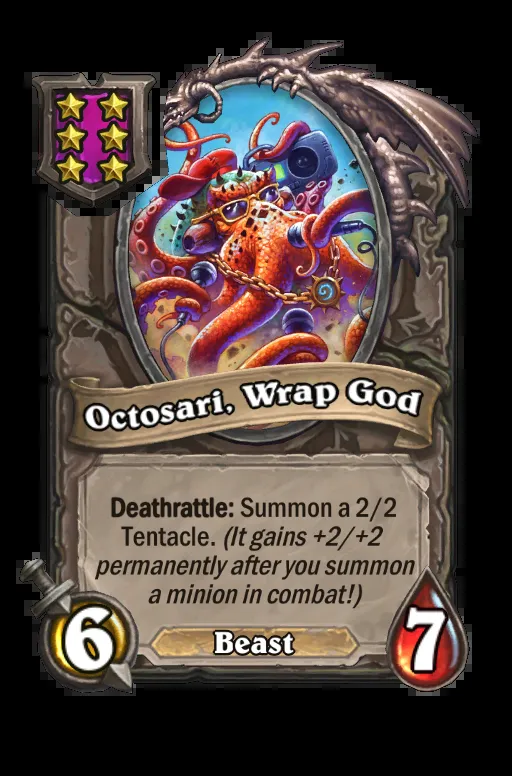 Octosari, Wrap God
Deathrattle: Summon a 2/2
Tentacle. (It gains +2/+2
permanently after you summon
a minion in combat!)
6
Beast
7